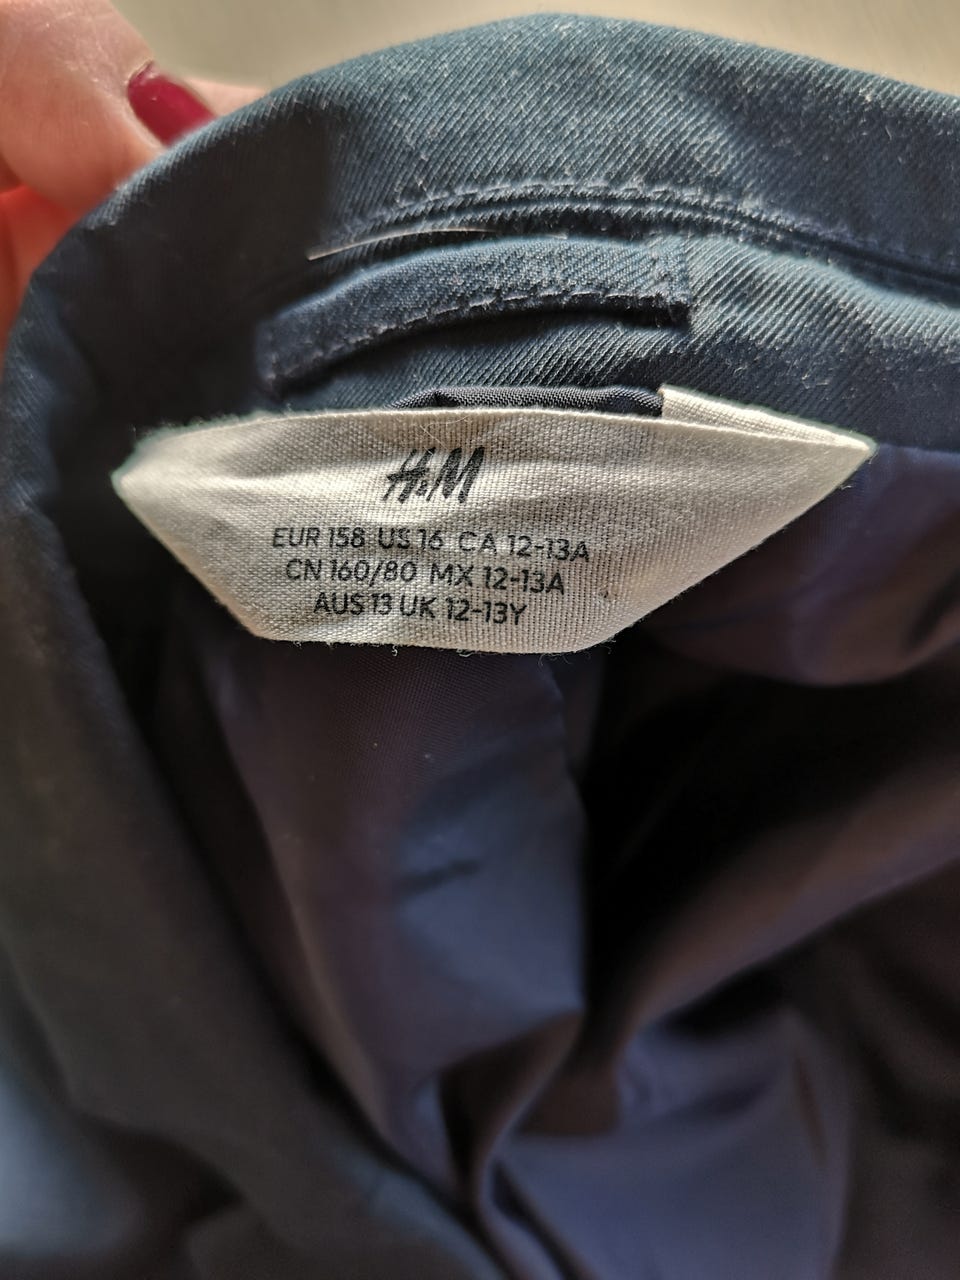 H&M
EUR 158 US 16 CA 12-13A
CN 160/80 MX 12-13A
AUS 13 UK 12-13Y